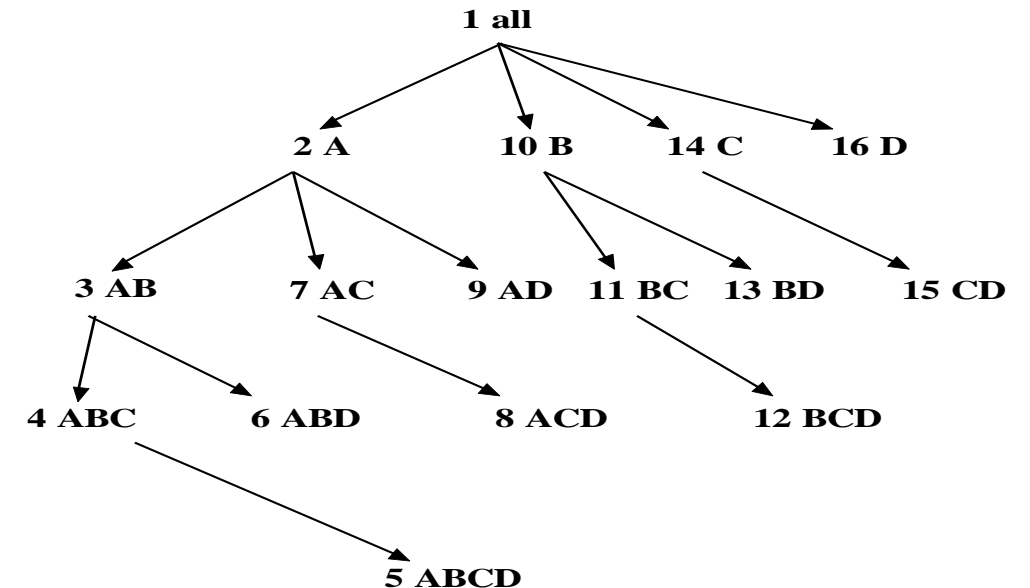 1 all
2 A
10 B
14 C
16 D
3 AB
7 AC
9 AD
11 BC
13 BD
15 CD
4 ABC
6 ABD
8 ACD
12 BCD
5 ABCD